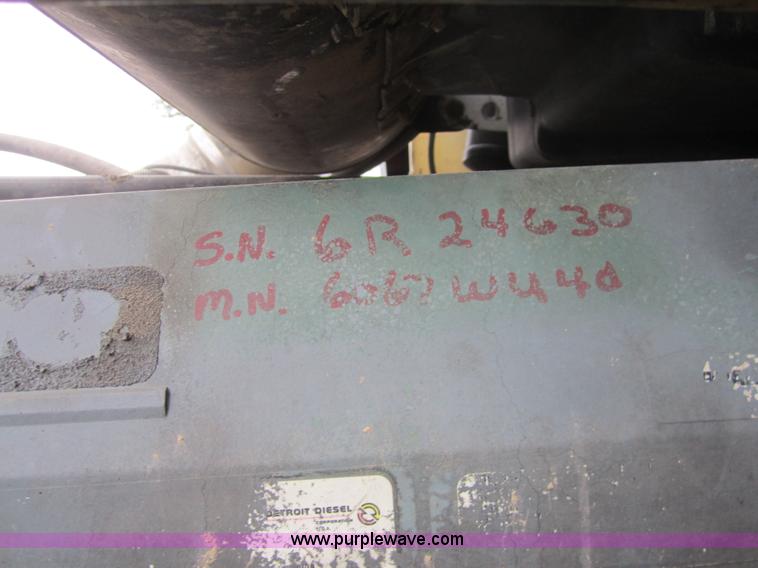 S.N. 6R 24630
M.N. 6067WU40
DETROIT DIESEL
CORPORATION
www.purplewave.com